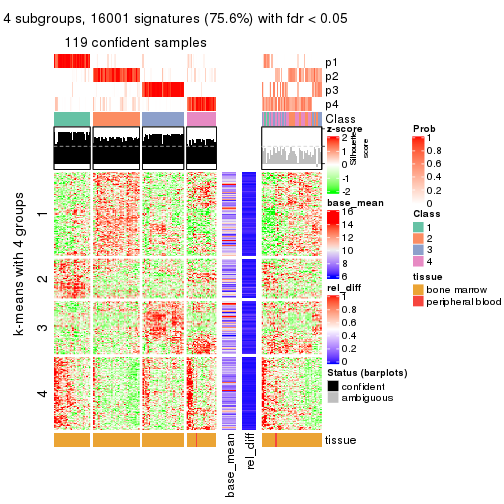 4 subgroups, 16001 signatures (75.6%) with fdr < 0.05
119 confident samples
p1
p2
p3
p4
Class
Silhouette
score
k-means with 4 groups
1
2
3
4
base_mean
rel_diff
tissue
z-score
2
1
0
-1
-2
base_mean
16
14
12
10
8
6
rel_diff
1
0.8
0.6
0.4
0.2
0
Status (barplots)
confident
ambiguous
Prob
1
0.8
0.6
0.4
0.2
0
Class
1
2
3
4
tissue
bone marrow
peripheral blood